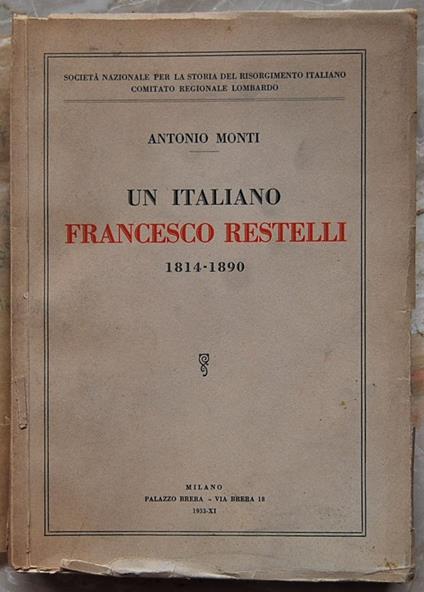 SOCIETÀ NAZIONALE PER LA STORIA DEL RISORGIMENTO ITALIANO
COMITATO REGIONALE LOMBARDO
ANTONIO MONTI
UN ITALIANO
FRANCESCO RESTELLI
1814-1890
MILANO
PALAZZO BRERA - VIA BRERA 18
1933-XI